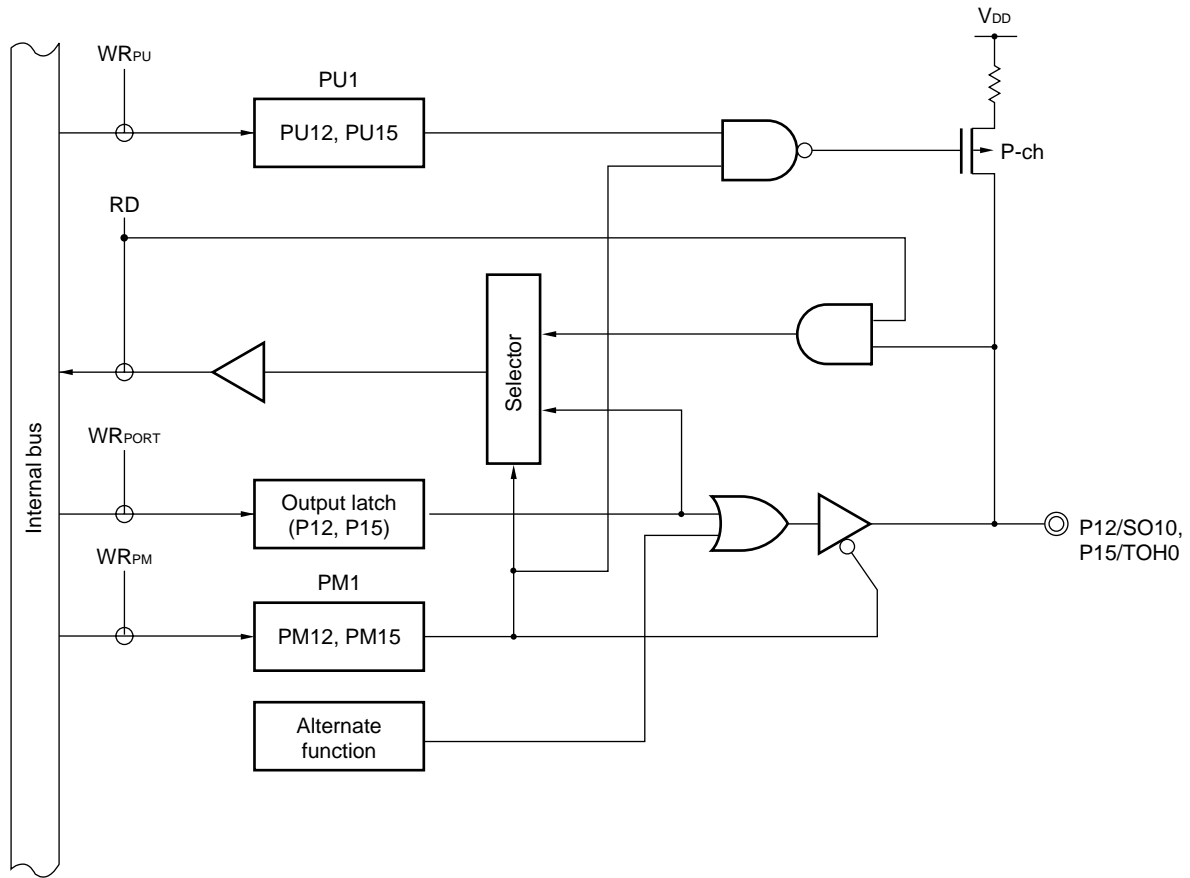 VDD
WRPU
PU1
PU12, PU15
P-ch
RD
Selector
WRPORT
Internal bus
Output latch
(P12, P15)
P12/SO10,
P15/TOH0
WRPM
PM1
PM12, PM15
Alternate
function